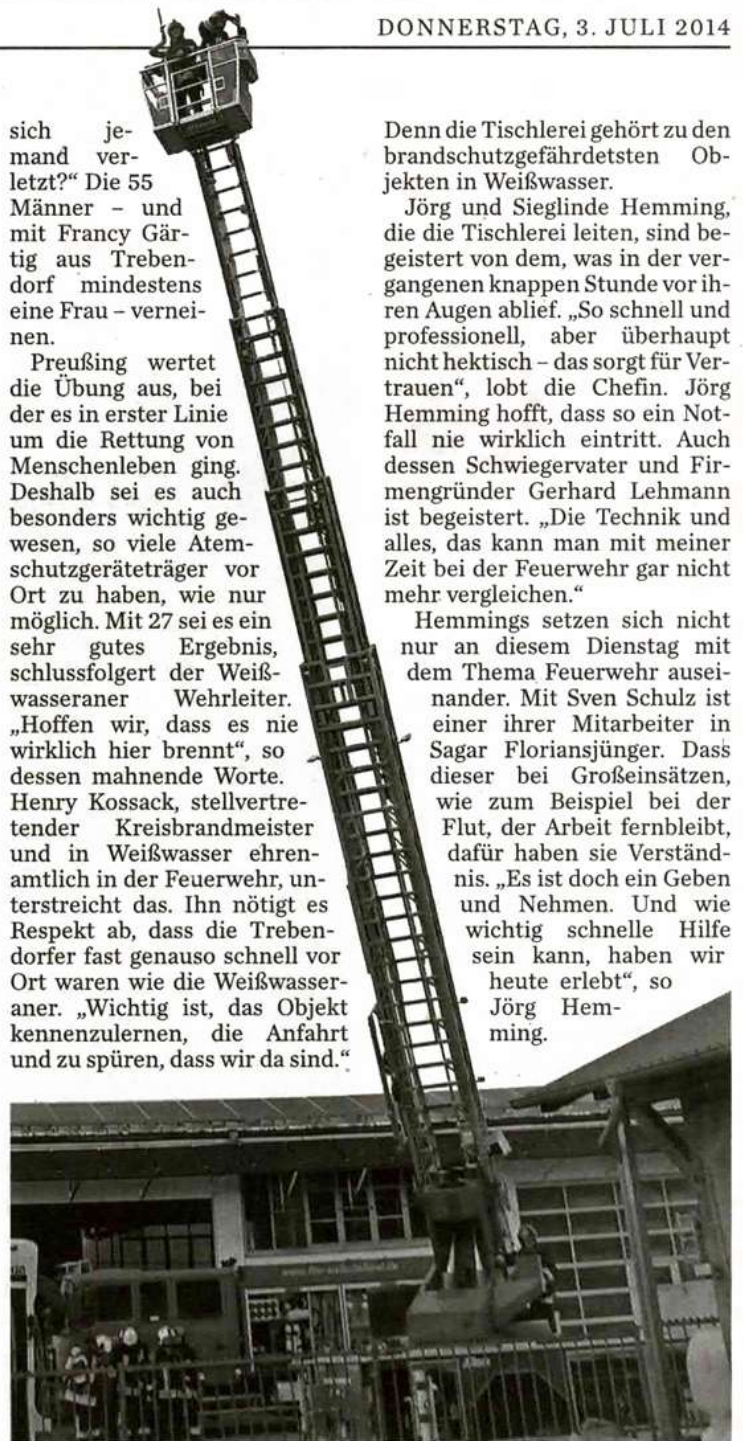 DONNERSTAG, 3. JULI 2014
sich je-
mand ver-
letzt?“ Die 55
Männer – und
mit Francy Gär-
tig aus Treben-
dorf mindestens
eine Frau – vernei-
nen.
Preußing wertet
die Übung aus, bei
der es in erster Linie
um die Rettung von
Menschenleben ging.
Deshalb sei es auch
besonders wichtig ge-
wesen, so viele Atem-
schutzgeräteträger vor
Ort zu haben, wie nur
möglich. Mit 27 sei es ein
sehr gutes Ergebnis,
schlussfolgert der Weiß-
wasseraner Wehrleiter.
„Hoffen wir, dass es nie
wirklich hier brennt“, so
dessen mahnende Worte.
Henry Kossack, stellvertre-
tender Kreisbrandmeister
und in Weißwasser ehren-
amtlich in der Feuerwehr, un-
terstreicht das. Ihn nötigt es
Respekt ab, dass die Treben-
dorfer fast genauso schnell vor
Ort waren wie die Weißwasser-
aner. „Wichtig ist, das Objekt
kennenzulernen, die Anfahrt
und zu spüren, dass wir da sind.“
Denn die Tischlerei gehört zu den
brandschutzgefährdetsten Ob-
jekten in Weißwasser.
Jörg und Sieglinde Hemming,
die die Tischlerei leiten, sind be-
geistert von dem, was in der ver-
gangenen knappen Stunde vor ih-
ren Augen ablief. „So schnell und
professionell, aber überhaupt
nicht hektisch – das sorgt für Ver-
trauen“, lobt die Chefin. Jörg
Hemming hofft, dass so ein Not-
fall nie wirklich eintritt. Auch
dessen Schwiegervater und Fir-
mengründer Gerhard Lehmann
ist begeistert. „Die Technik und
alles, das kann man mit meiner
Zeit bei der Feuerwehr gar nicht
mehr vergleichen.“
Hemmings setzen sich nicht
nur an diesem Dienstag mit
dem Thema Feuerwehr ausei-
nander. Mit Sven Schulz ist
einer ihrer Mitarbeiter in
Sagar Floriansjünger. Dass
dieser bei Großeinsätzen,
wie zum Beispiel bei der
Flut, der Arbeit fernbleibt,
dafür haben sie Verständ-
nis. „Es ist doch ein Geben
und Nehmen. Und wie
wichtig schnelle Hilfe
sein kann, haben wir
heute erlebt“, so
Jörg Hem-
ming.